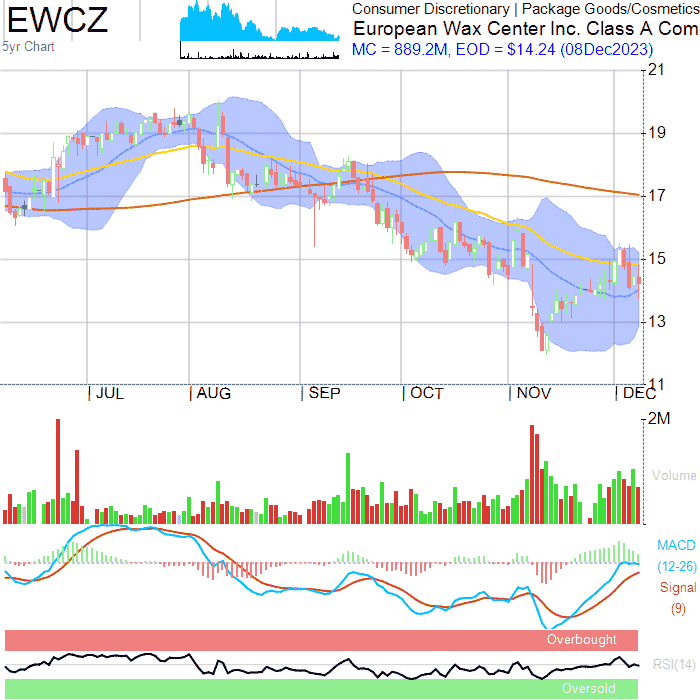 EWCZ
5yr Chart
Consumer Discretionary | Package Goods/Cosmetics
European Wax Center Inc. Class A Com
MC = 889.2M, EOD = $14.24 (08Dec2023)
21
19
17
15
13
11
JUL AUG SEP OCT NOV DEC
2M
Volume
MACD
(12-26)
Signal
(9)
Overbought
RSI(14)
Oversold